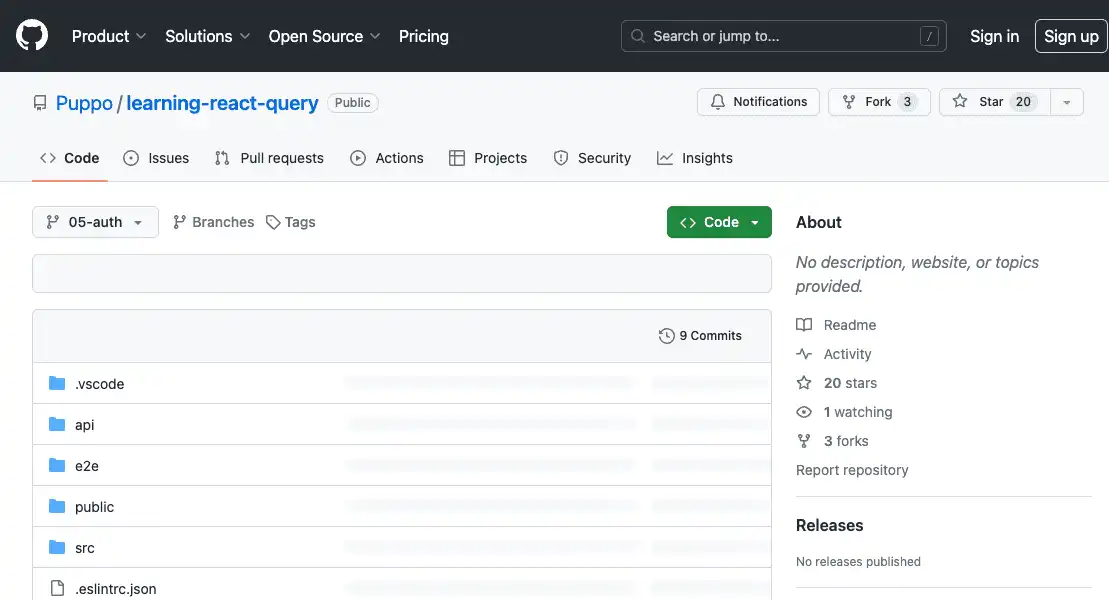 Product Solutions Open Source Pricing Search or jump to... / Sign in Sign up
Puppo / learning-react-query Public Notifications Fork 3 Star 20
Code Issues Pull requests Actions Projects Security Insights
05-auth Branches Tags Code
About
No description, website, or topics
provided.
9 Commits
Readme
.vscode
Activity
20 stars
api
1 watching
e2e
3 forks
Report repository
public
Releases
src
No releases published
.eslintrc.json